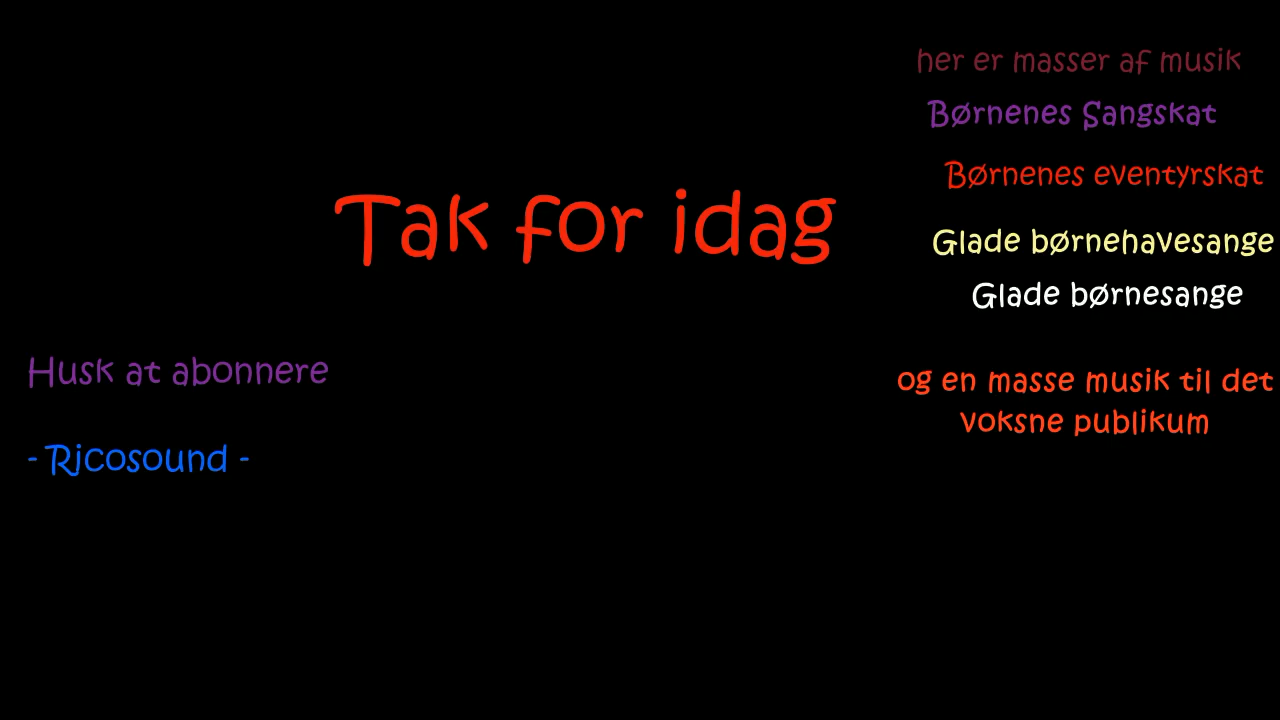 Tak for idag
her er masser af musik
Børnenes Sangskat
Børnenes eventyrskat
Glade børnehavesange
Glade børnesange
og en masse musik til det
voksne publikum
Husk at abonnere
- Ricosound -